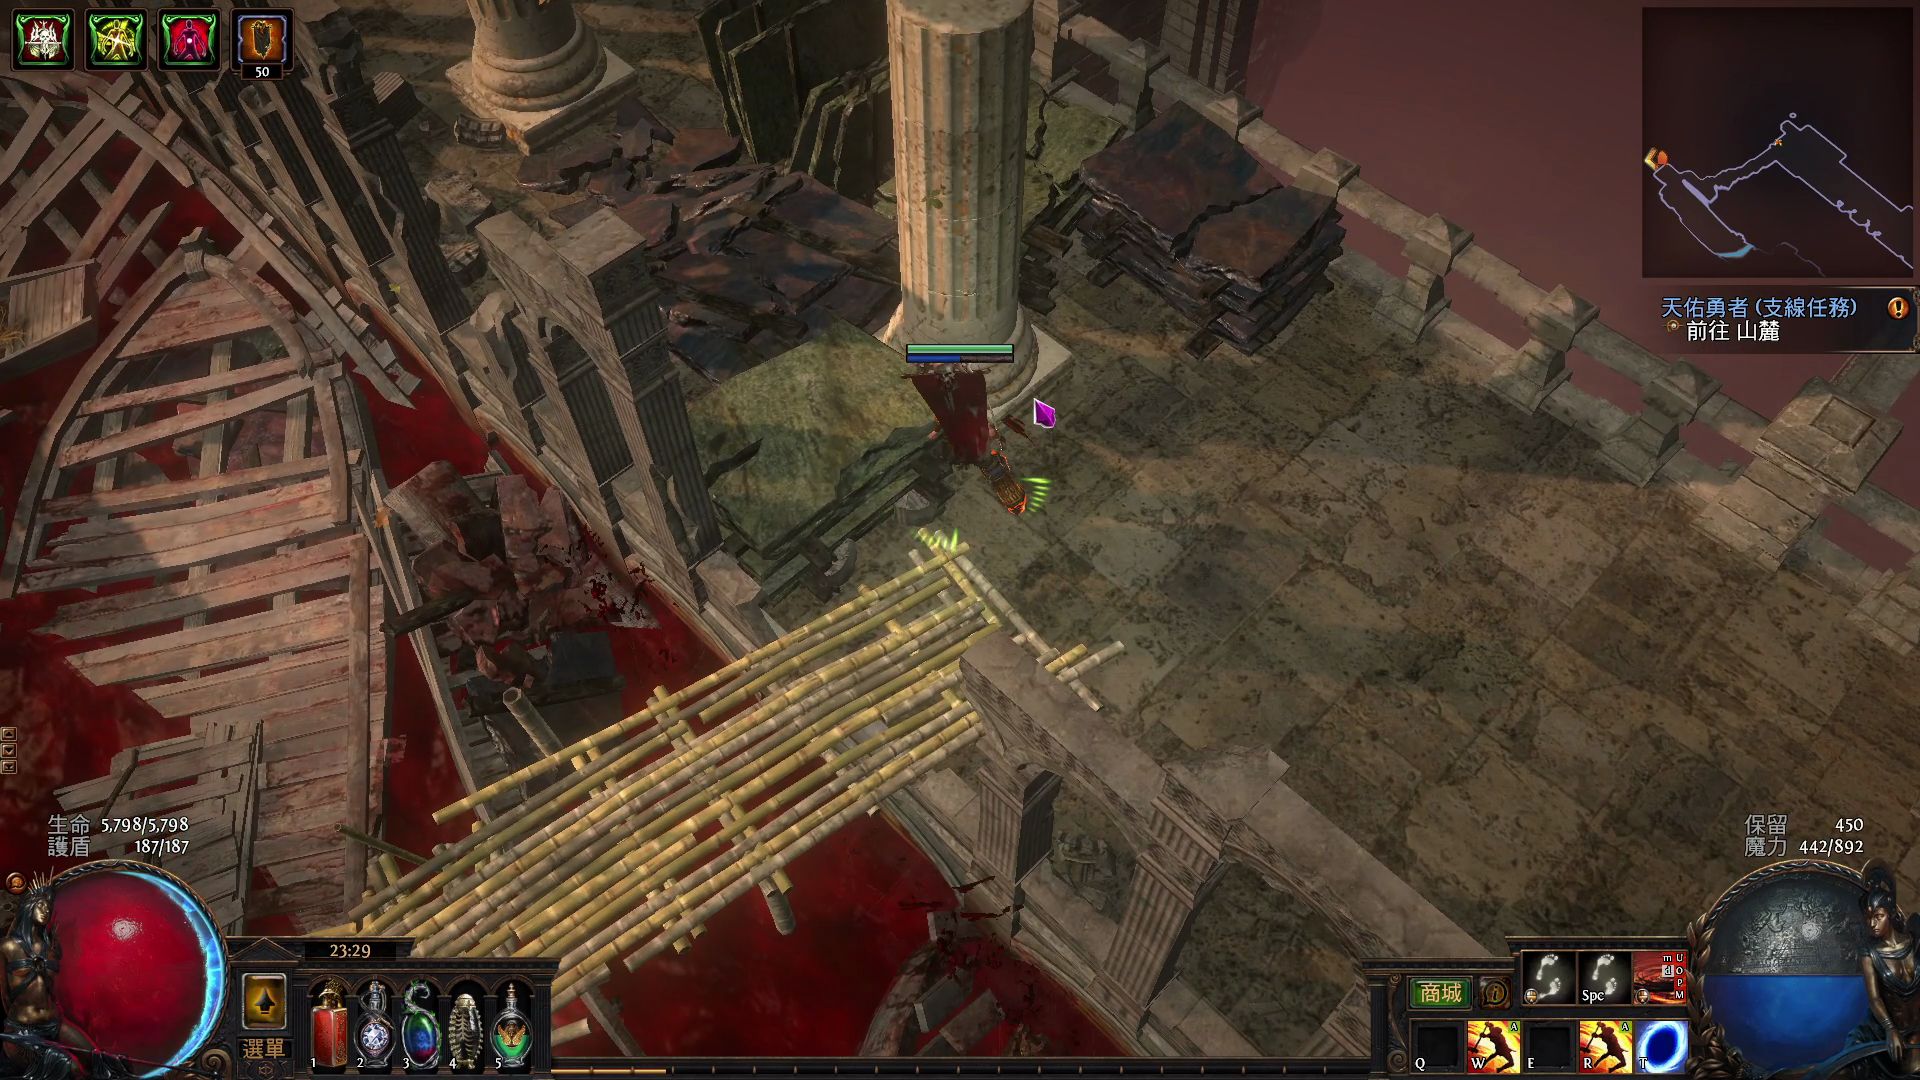 50
天佑勇者 (支線任務)
前往 山麓
生命 5,798/5,798
護盾 187/187
保留 450
魔力 442/892
23:29
選單
1 2 3 4 5
商城
Spc
m U
d O
P
M
Q W A E R A T